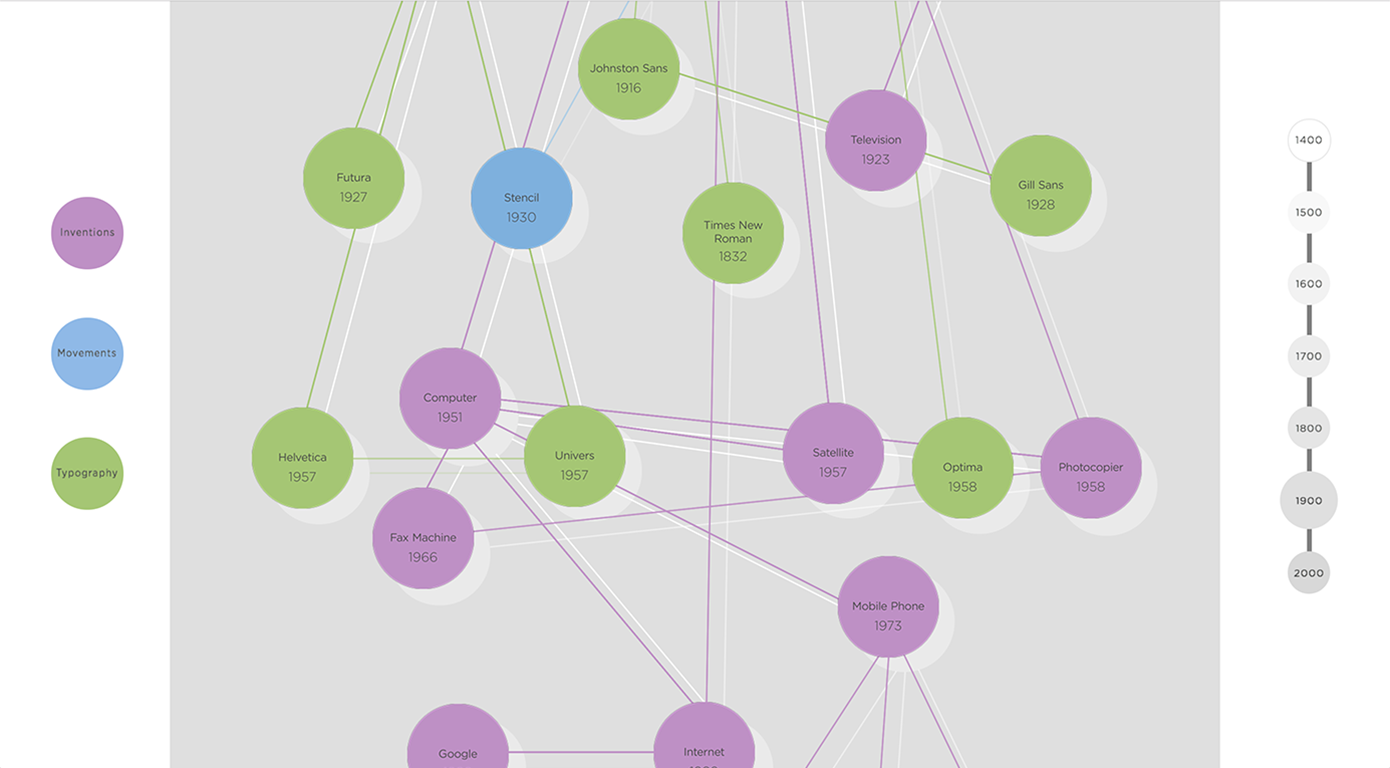 Inventions
Movements
Typography
Johnston Sans
1916
Television
1923
Futura
1927
Stencil
1930
Gill Sans
1928
Times New
Roman
1832
Computer
1951
Helvetica
1957
Univers
1957
Satellite
1957
Optima
1958
Photocopier
1958
Fax Machine
1966
Mobile Phone
1973
Google
Internet
1400
1500
1600
1700
1800
1900
2000